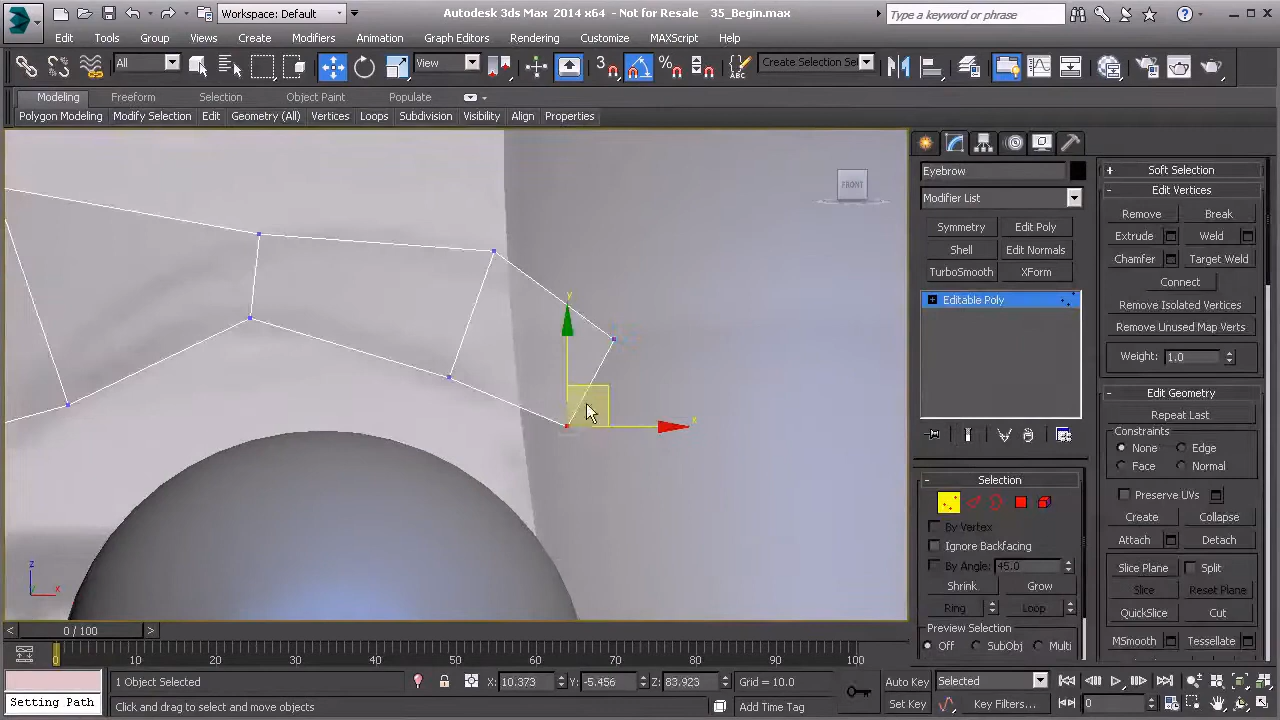 Workspace: Default
Autodesk 3ds Max  2014 x64  - Not for Resale   35_Begin.max
Type a keyword or phrase
Edit Tools Group Views Create Modifiers Animation Graph Editors Rendering Customize MAXScript Help
All View Create Selection Se
Modeling Freeform Selection Object Paint Populate
Polygon Modeling Modify Selection Edit Geometry (All) Vertices Loops Subdivision Visibility Align Properties
FRONT
y
x
z
x
Eyebrow
Modifier List
Symmetry Edit Poly
Shell Edit Normals
TurboSmooth XForm
Editable Poly
Selection
By Vertex
Ignore Backfacing
By Angle: 45.0
Shrink Grow
Ring Loop
Preview Selection
Off SubObj Multi
Soft Selection
Edit Vertices
Remove Break
Extrude Weld
Chamfer Target Weld
Connect
Remove Isolated Vertices
Remove Unused Map Verts
Weight: 1.0
Edit Geometry
Repeat Last
Constraints
None Edge
Face Normal
Preserve UVs
Create Collapse
Attach Detach
Slice Plane Split
Slice Reset Plane
QuickSlice Cut
MSmooth Tessellate
0 / 100
0 10 20 30 40 50 60 70 80 90 100
1 Object Selected X: 10.373 Y: -5.456 Z: 83.923 Grid = 10.0 Auto Key Selected
Setting Path Click and drag to select and move objects Add Time Tag Set Key Key Filters... 0